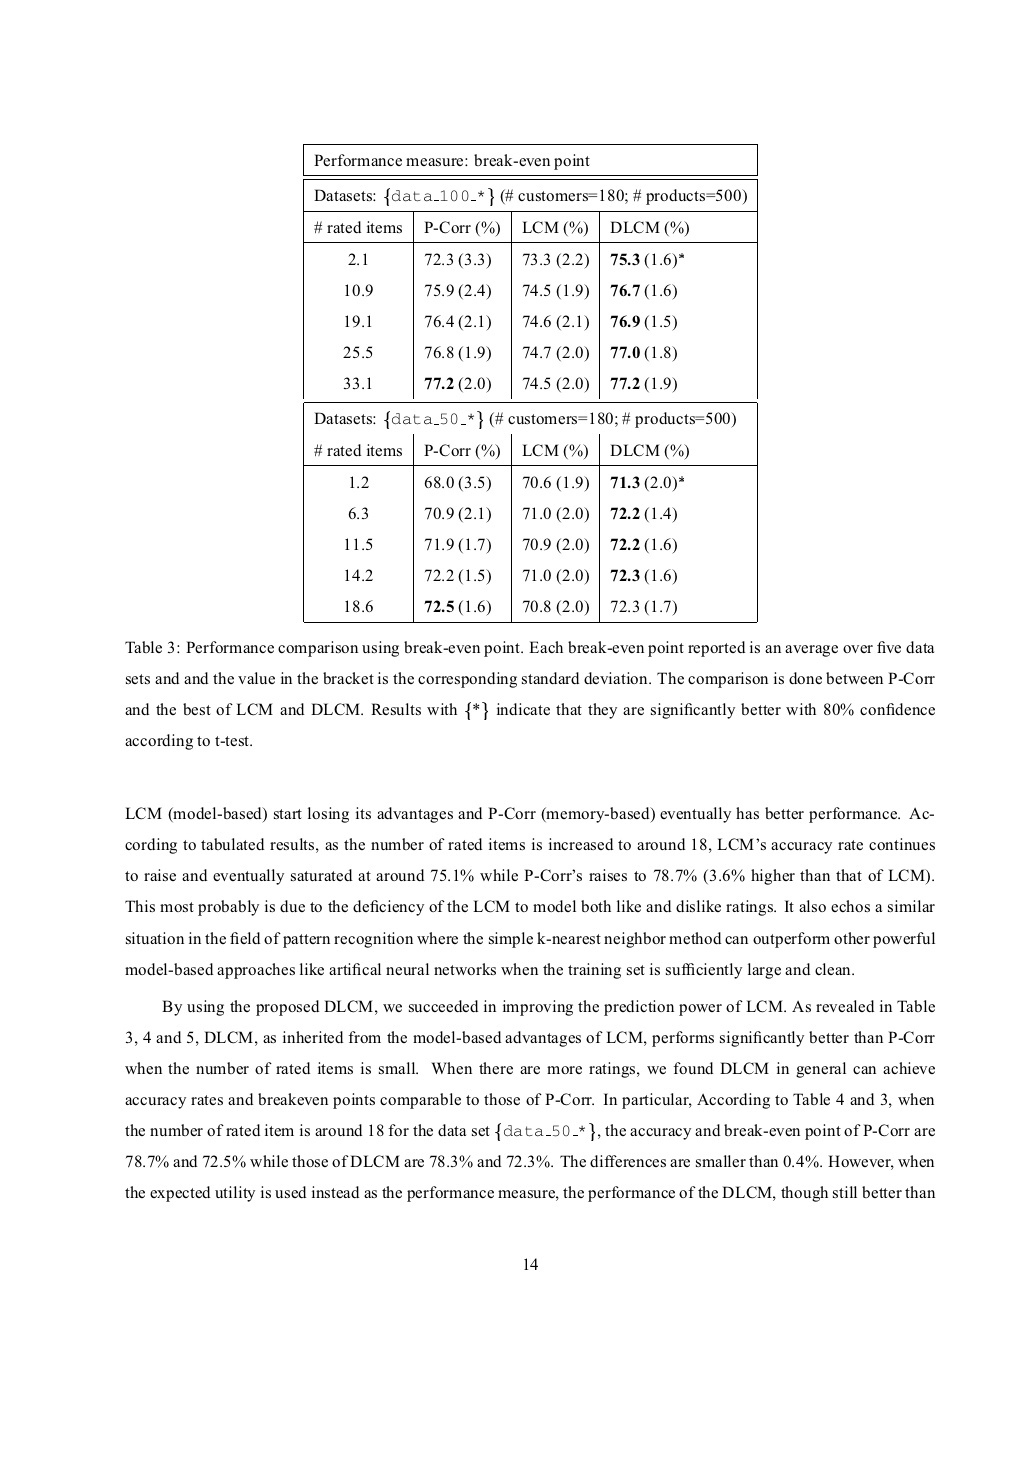 Performance measure: break-even point
Datasets: {data_100_*} (# customers=180; # products=500)
# rated items P-Corr (%) LCM (%) DLCM (%)
2.1 72.3 (3.3) 73.3 (2.2) 75.3 (1.6)*
10.9 75.9 (2.4) 74.5 (1.9) 76.7 (1.6)
19.1 76.4 (2.1) 74.6 (2.1) 76.9 (1.5)
25.5 76.8 (1.9) 74.7 (2.0) 77.0 (1.8)
33.1 77.2 (2.0) 74.5 (2.0) 77.2 (1.9)
Datasets: {data_50_*} (# customers=180; # products=500)
# rated items P-Corr (%) LCM (%) DLCM (%)
1.2 68.0 (3.5) 70.6 (1.9) 71.3 (2.0)*
6.3 70.9 (2.1) 71.0 (2.0) 72.2 (1.4)
11.5 71.9 (1.7) 70.9 (2.0) 72.2 (1.6)
14.2 72.2 (1.5) 71.0 (2.0) 72.3 (1.6)
18.6 72.5 (1.6) 70.8 (2.0) 72.3 (1.7)
Table 3: Performance comparison using break-even point. Each break-even point reported is an average over five data
sets and and the value in the bracket is the corresponding standard deviation. The comparison is done between P-Corr
and the best of LCM and DLCM. Results with {*} indicate that they are significantly better with 80% confidence
according to t-test.
LCM (model-based) start losing its advantages and P-Corr (memory-based) eventually has better performance. Ac-
cording to tabulated results, as the number of rated items is increased to around 18, LCM's accuracy rate continues
to raise and eventually saturated at around 75.1% while P-Corr's raises to 78.7% (3.6% higher than that of LCM).
This most probably is due to the deficiency of the LCM to model both like and dislike ratings. It also echos a similar
situation in the field of pattern recognition where the simple k-nearest neighbor method can outperform other powerful
model-based approaches like artifical neural networks when the training set is sufficiently large and clean.
By using the proposed DLCM, we succeeded in improving the prediction power of LCM. As revealed in Table
3, 4 and 5, DLCM, as inherited from the model-based advantages of LCM, performs significantly better than P-Corr
when the number of rated items is small. When there are more ratings, we found DLCM in general can achieve
accuracy rates and breakeven points comparable to those of P-Corr. In particular, According to Table 4 and 3, when
the number of rated item is around 18 for the data set {data_50_*}, the accuracy and break-even point of P-Corr are
78.7% and 72.5% while those of DLCM are 78.3% and 72.3%. The differences are smaller than 0.4%. However, when
the expected utility is used instead as the performance measure, the performance of the DLCM, though still better than
14